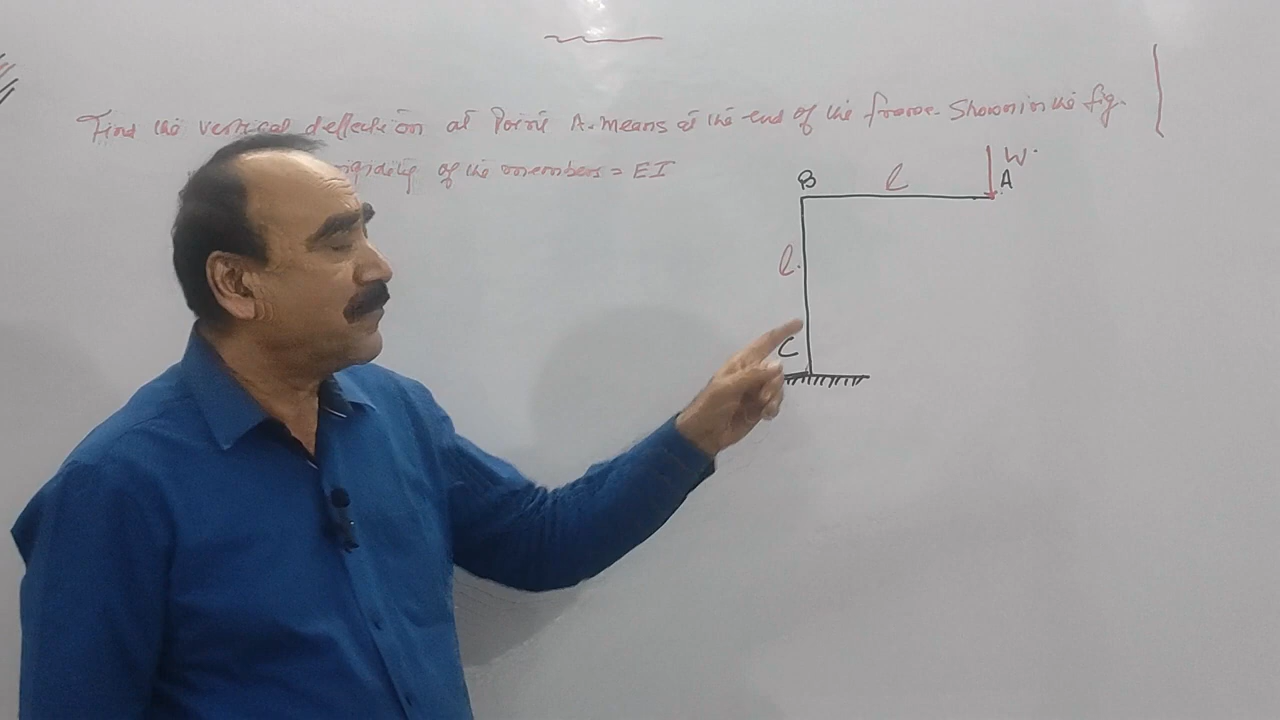 Find the vertical deflection at Point A. Means at the end of the frame. Shown in the fig.
rigidity of the members = EI
W
B
l
A
l
C